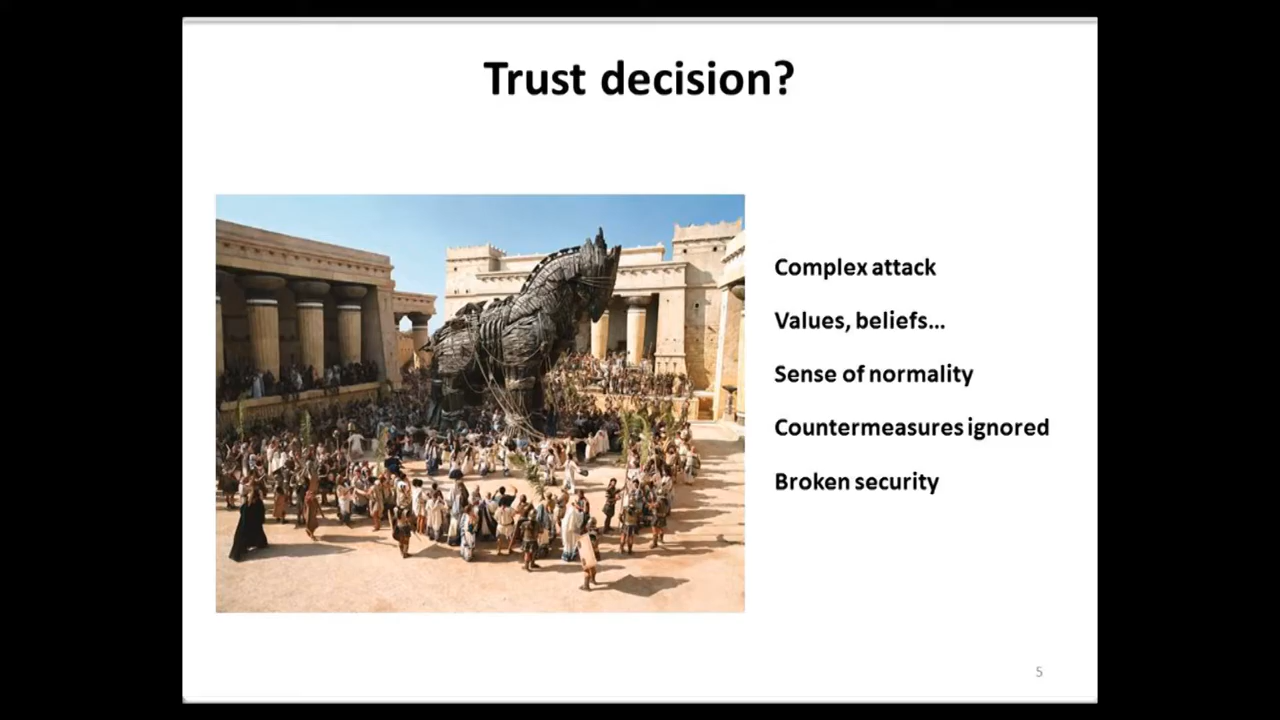 Trust decision?
Complex attack
Values, beliefs...
Sense of normality
Countermeasures ignored
Broken security
5